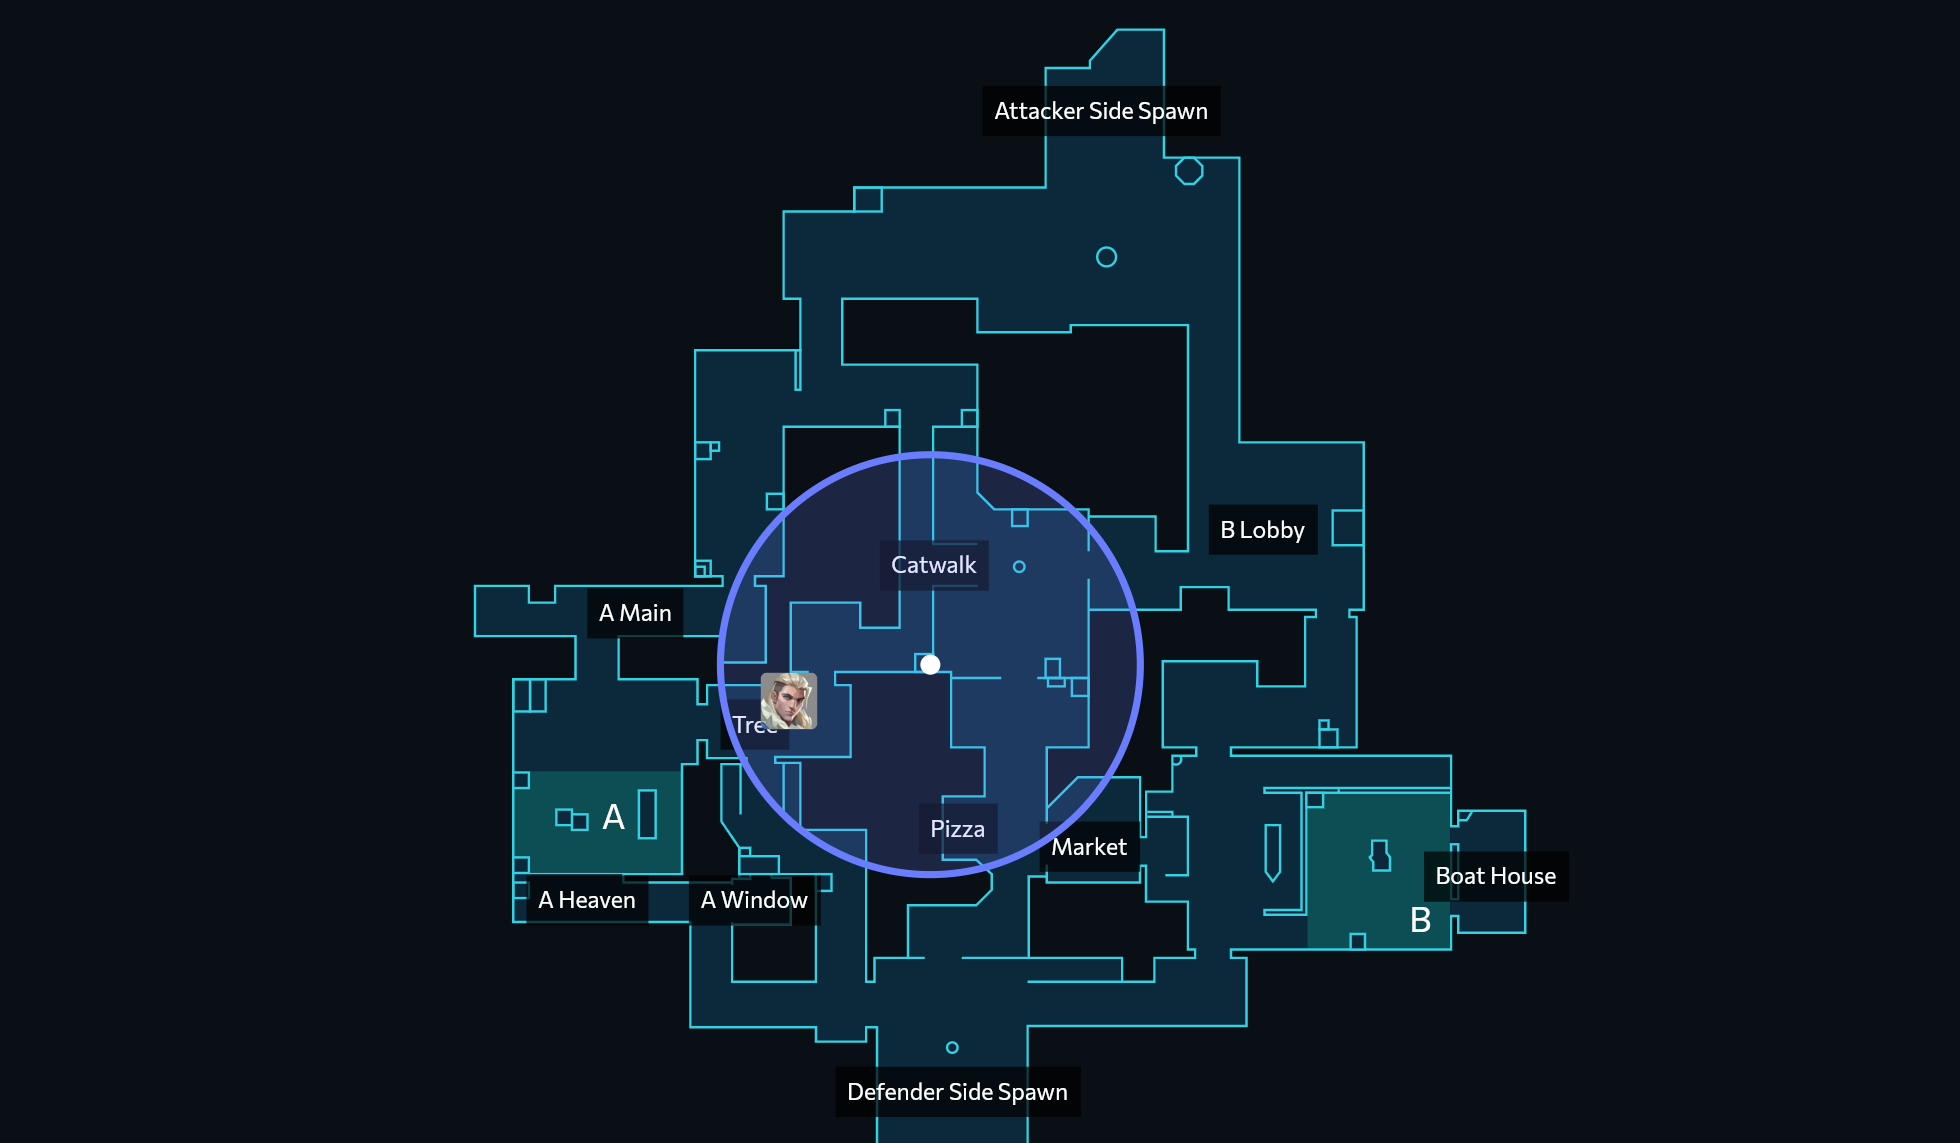 Attacker Side Spawn
B Lobby
Catwalk
A Main
Tree
A
Pizza
Market
Boat House
A Heaven
A Window
B
Defender Side Spawn